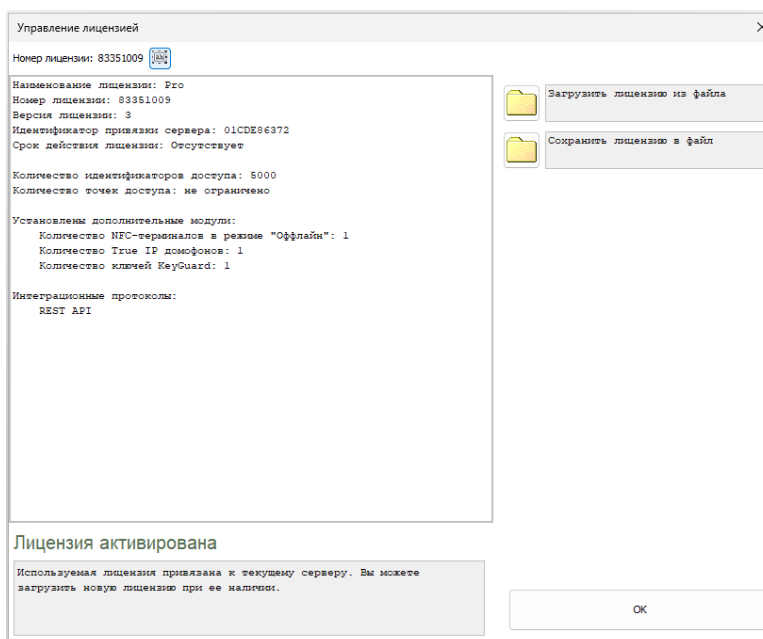 Управление лицензией
Номер лицензии: 83351009
Наименование лицензии: Pro
Номер лицензии: 83351009
Версия лицензии: 3
Идентификатор привязки сервера: 01CDE86372
Срок действия лицензии: Отсутствует
Количество идентификаторов доступа: 5000
Количество точек доступа: не ограничено
Установлены дополнительные модули:
Количество NFC-терминалов в режиме "Оффлайн": 1
Количество True IP домофонов: 1
Количество ключей KeyGuard: 1
Интеграционные протоколы:
REST API
Загрузить лицензию из файла
Сохранить лицензию в файл
Лицензия активирована
Используемая лицензия привязана к текущему серверу. Вы можете
загрузить новую лицензию при ее наличии.
ОК